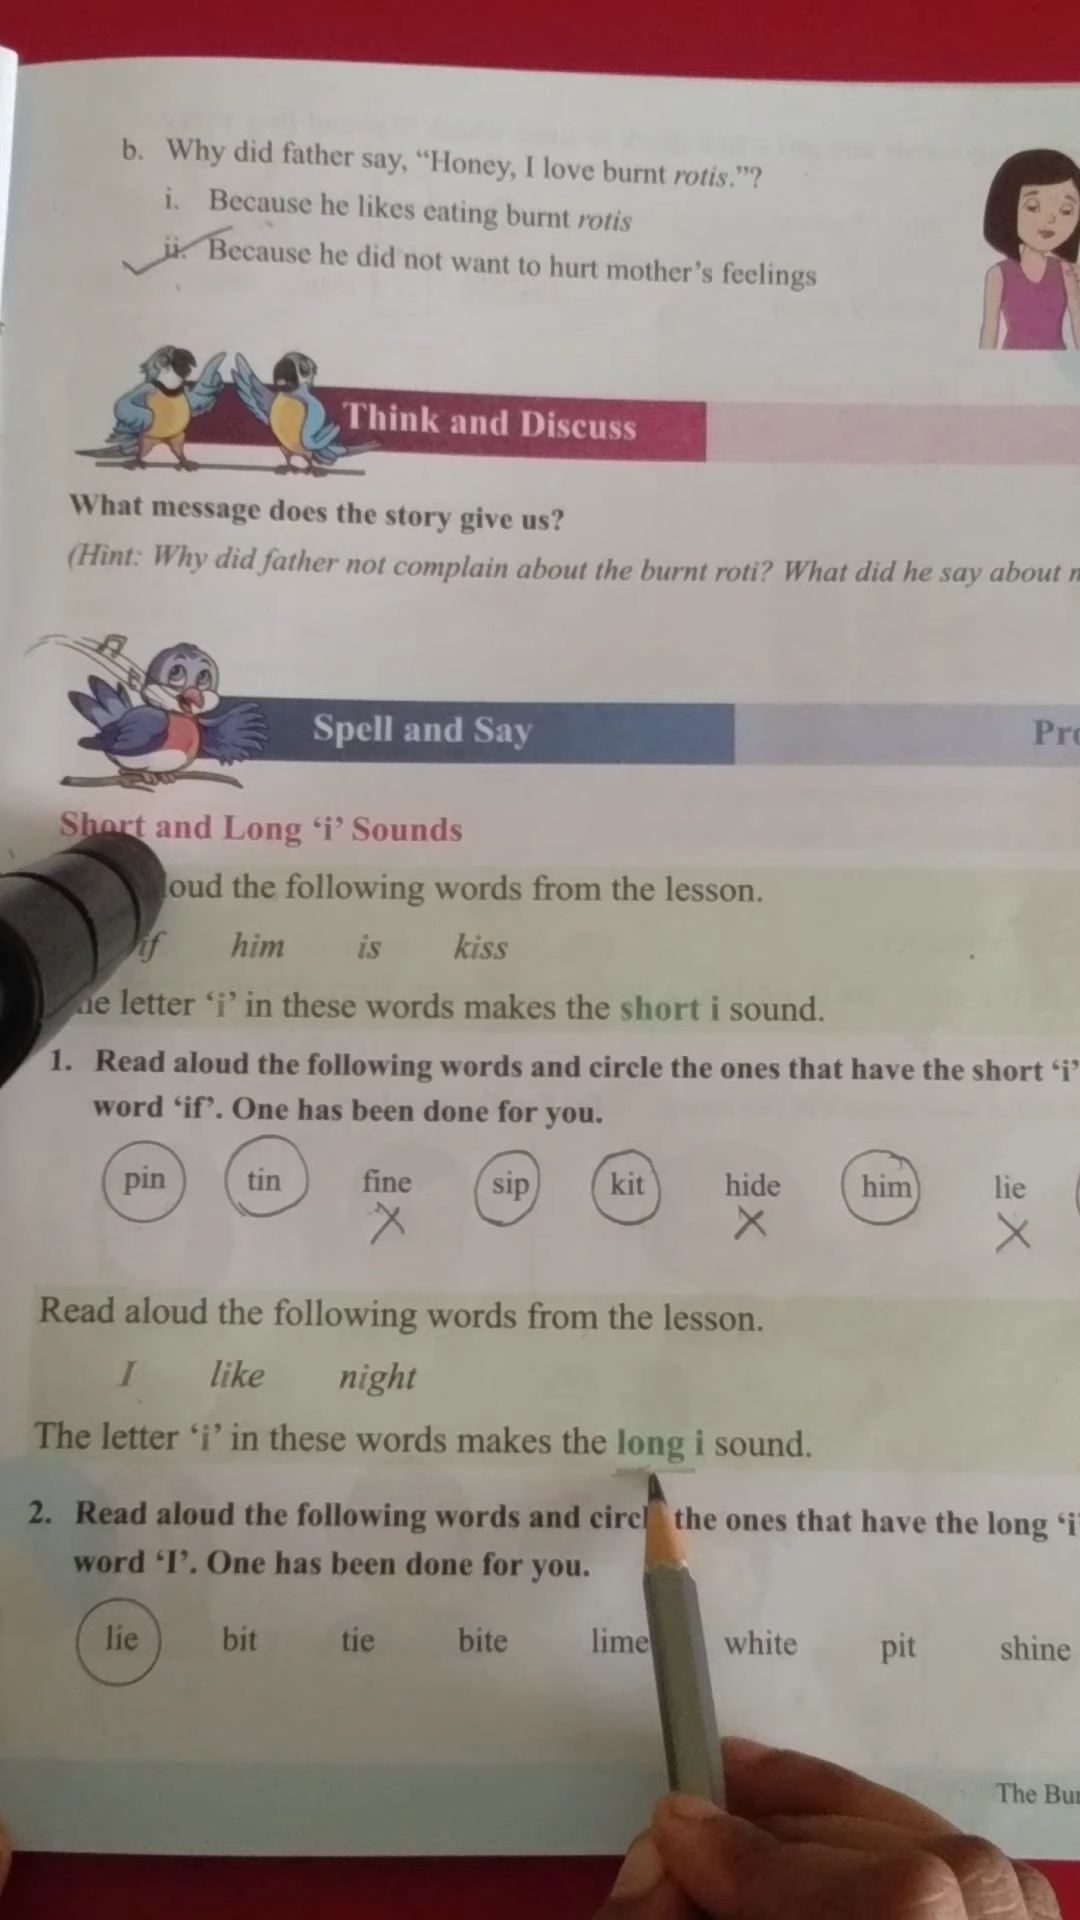 b. Why did father say, “Honey, I love burnt rotis.”?
i. Because he likes eating burnt rotis
ii. Because he did not want to hurt mother’s feelings
Think and Discuss
What message does the story give us?
(Hint: Why did father not complain about the burnt roti? What did he say about
Spell and Say
Short and Long ‘i’ Sounds
the following words from the lesson.
if him is kiss
letter ‘i’ in these words makes the short i sound.
1. Read aloud the following words and circle the ones that have the short ‘i’
word ‘if’. One has been done for you.
pin tin fine sip kit hide him lie
Read aloud the following words from the lesson.
I like night
The letter ‘i’ in these words makes the long i sound.
2. Read aloud the following words and the ones that have the long ‘i’
word ‘I’. One has been done for you.
lie bit tie bite lime white pit shine
The